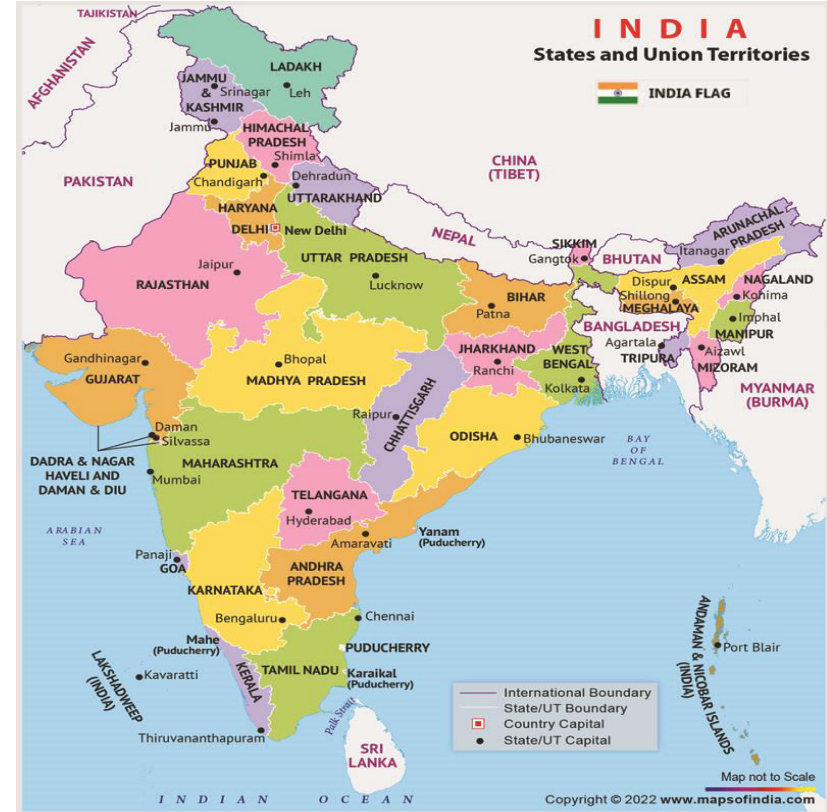 TAJIKISTAN
INDIA
States and Union Territories
INDIA FLAG
AFGHANISTAN
LADAKH
Leh
JAMMU
&
KASHMIR
Srinagar
Jammu
HIMACHAL
PRADESH
Shimla
PUNJAB
Chandigarh
Dehradun
UTTARAKHAND
CHINA
(TIBET)
PAKISTAN
HARYANA
DELHI
New Delhi
NEPAL
ARUNACHAL
PRADESH
Itanagar
SIKKIM
Gangtok
BHUTAN
Jaipur
RAJASTHAN
UTTAR PRADESH
Lucknow
BIHAR
Patna
Dispur
ASSAM
NAGALAND
Kohima
Shillong
MEGHALAYA
Imphal
MANIPUR
BANGLADESH
Agartala
TRIPURA
Aizawl
MIZORAM
MYANMAR
(BURMA)
Gandhinagar
GUJARAT
Bhopal
MADHYA PRADESH
JHARKHAND
Ranchi
WEST
BENGAL
Kolkata
Raipur
CHHATTISGARH
ODISHA
Bhubaneswar
BAY
OF
BENGAL
Daman
Silvassa
DADRA & NAGAR
HAVELI AND
DAMAN & DIU
MAHARASHTRA
Mumbai
TELANGANA
Hyderabad
ARABIAN
SEA
Amaravati
Yanam
(Puducherry)
Panaji
GOA
ANDHRA
PRADESH
KARNATAKA
Bengaluru
Chennai
Mahe
(Puducherry)
PUDUCHERRY
LAKSHADWEEP
(INDIA)
Kavaratti
KERALA
TAMIL NADU
Karaikal
(Puducherry)
Thiruvananthapuram
Palk Strait
SRI
LANKA
ANDAMAN & NICOBAR ISLANDS
(INDIA)
Port Blair
International Boundary
State/UT Boundary
Country Capital
State/UT Capital
Map not to Scale
INDIAN OCEAN
Copyright © 2022 www.mapsofindia.com